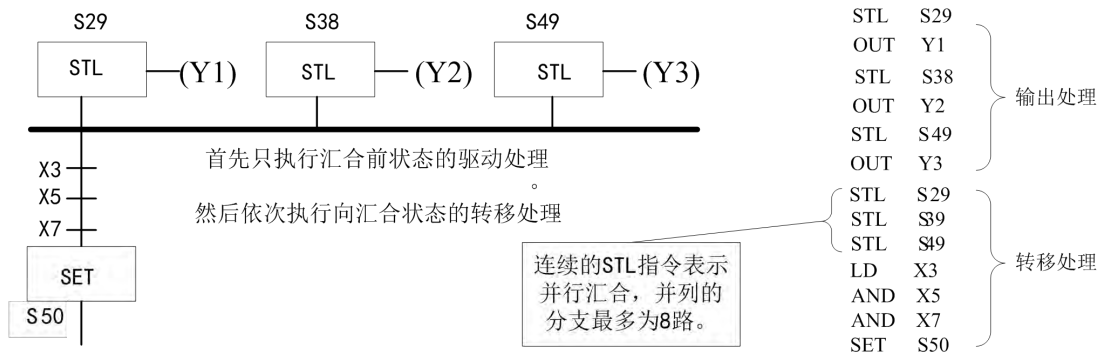 S29
S38
S49
STL
(Y1)
STL
(Y2)
STL
(Y3)
X3
X5
X7
首先只执行汇合前状态的驱动处理
。
然后依次执行向汇合状态的转移处理
SET
S50
连续的STL指令表示
并行汇合，并列的
分支最多为8路。
STL S29
OUT Y1
STL S38
OUT Y2
STL S49
OUT Y3
输出处理
STL S29
STL S39
STL S49
LD X3
AND X5
AND X7
SET S50
转移处理